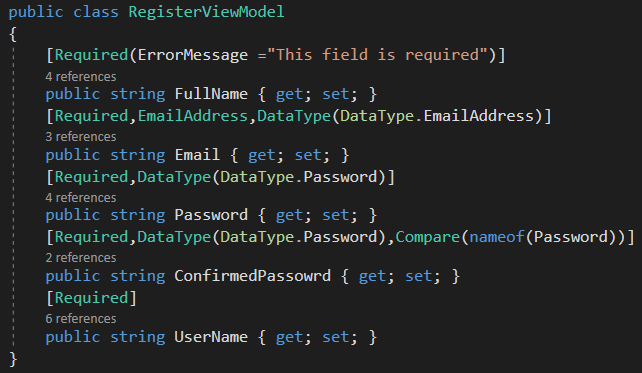 public class RegisterViewModel
{
[Required(ErrorMessage ="This field is required")]
4 references
public string FullName { get; set; }
[Required,EmailAddress,DataType(DataType.EmailAddress)]
3 references
public string Email { get; set; }
[Required,DataType(DataType.Password)]
4 references
public string Password { get; set; }
[Required,DataType(DataType.Password),Compare(nameof(Password))]
2 references
public string ConfirmedPassowrd { get; set; }
[Required]
6 references
public string UserName { get; set; }
}